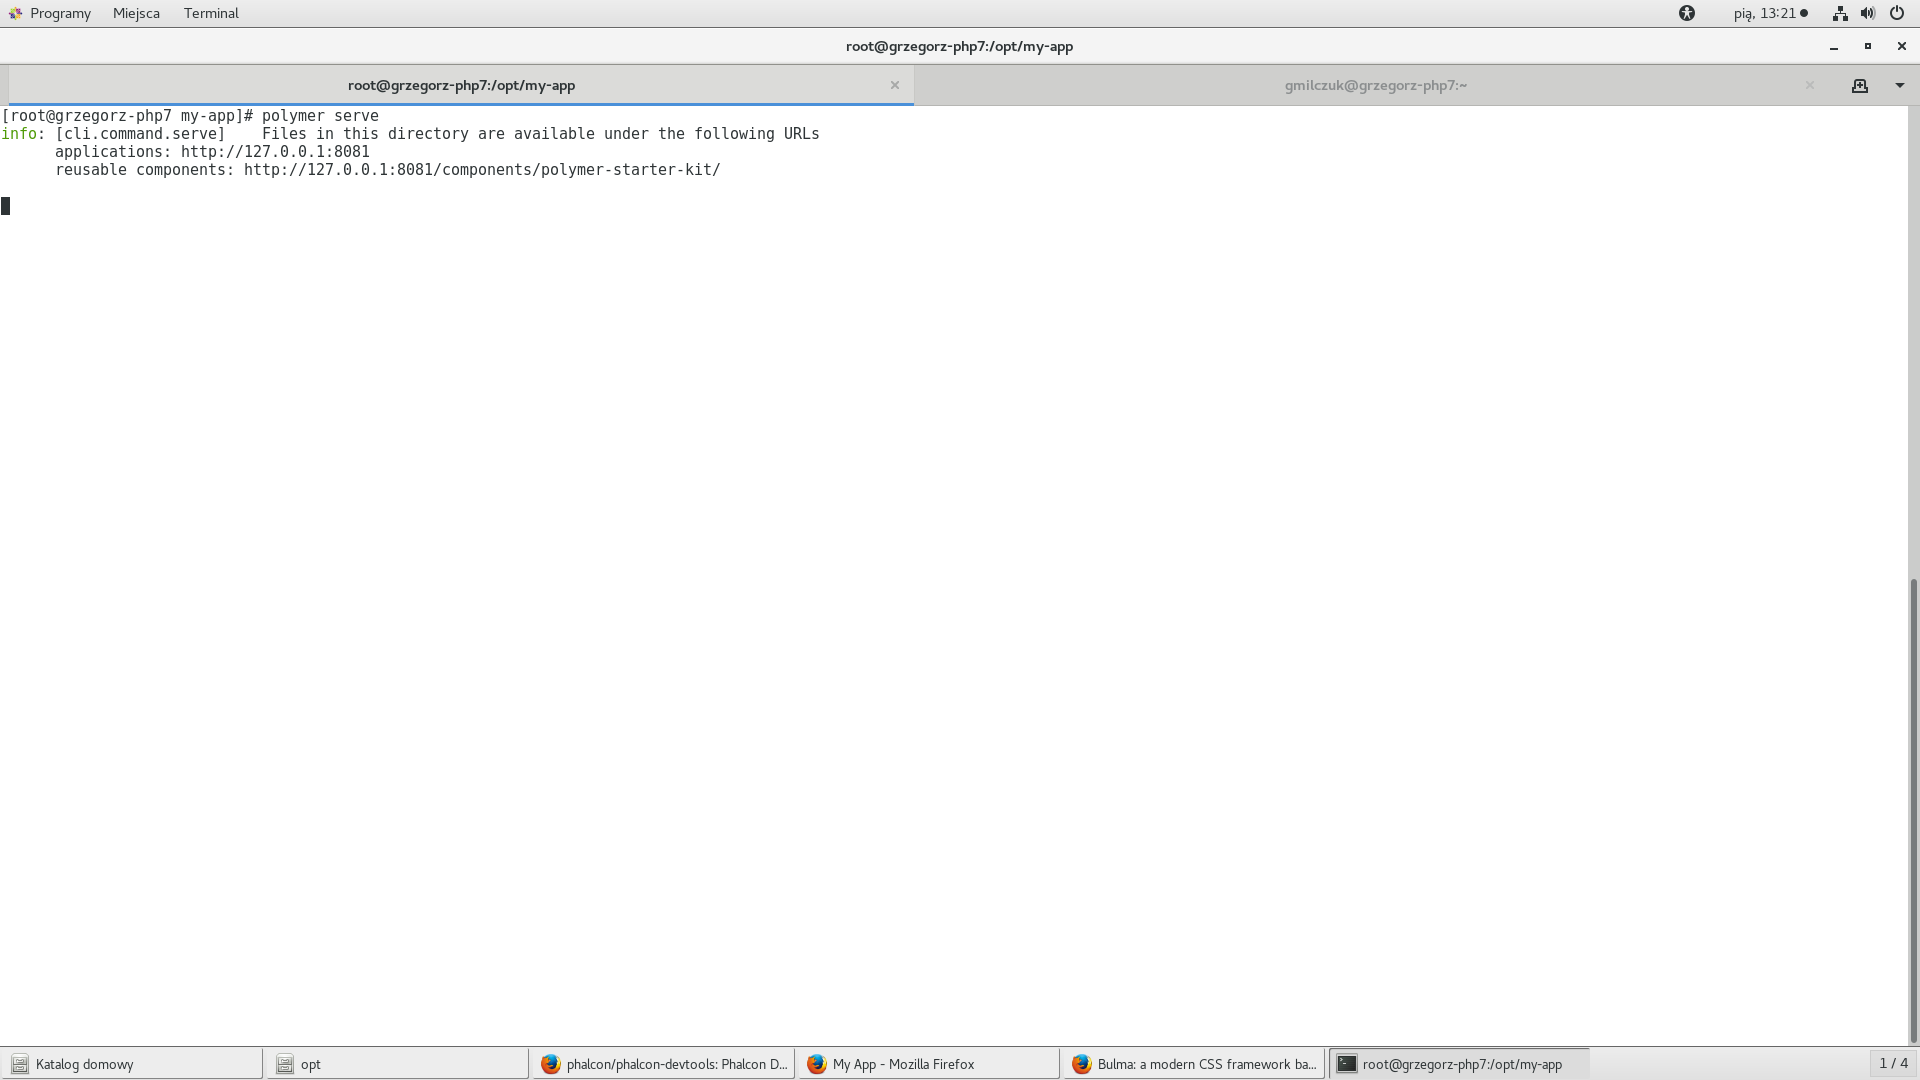 Programy Miejsca Terminal pią, 13:21
root@grzegorz-php7:/opt/my-app
root@grzegorz-php7:/opt/my-app gmilczuk@grzegorz-php7:~
[root@grzegorz-php7 my-app]# polymer serve
info: [cli.command.serve] Files in this directory are available under the following URLs
applications: http://127.0.0.1:8081
reusable components: http://127.0.0.1:8081/components/polymer-starter-kit/
Katalog domowy opt phalcon/phalcon-devtools: Phalcon D... My App - Mozilla Firefox Bulma: a modern CSS framework ba... root@grzegorz-php7:/opt/my-app 1 / 4